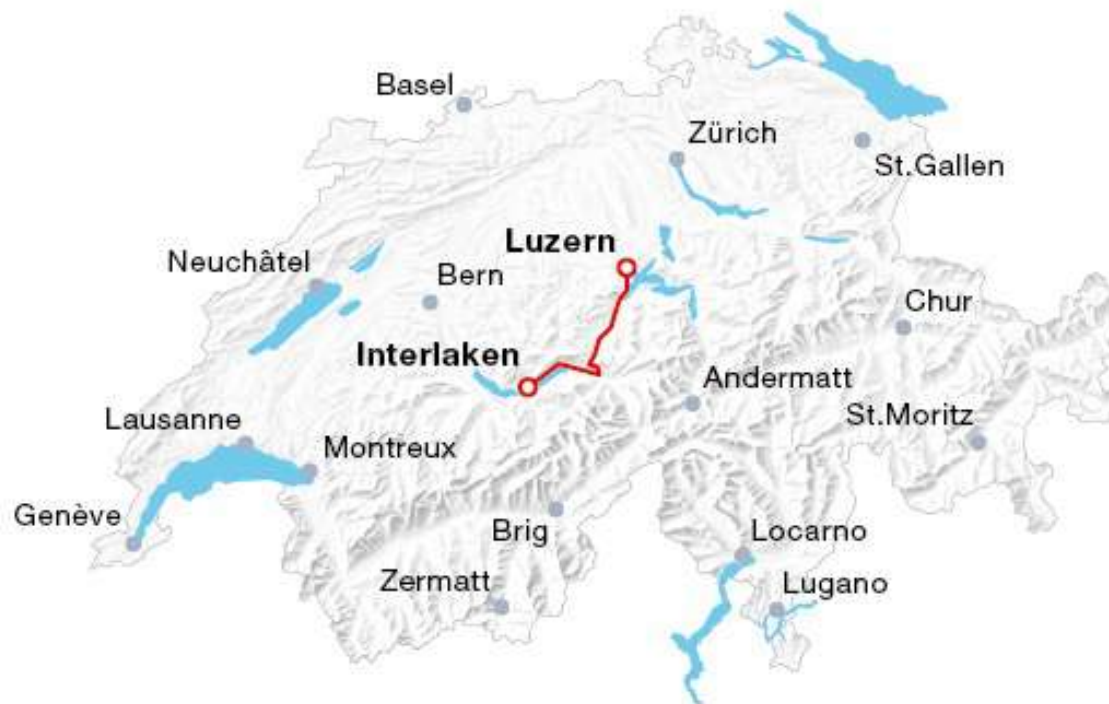 Basel
Zürich
St.Gallen
Luzern
Neuchâtel
Bern
Chur
Interlaken
Andermatt
St.Moritz
Lausanne
Montreux
Genève
Brig
Locarno
Zermatt
Lugano